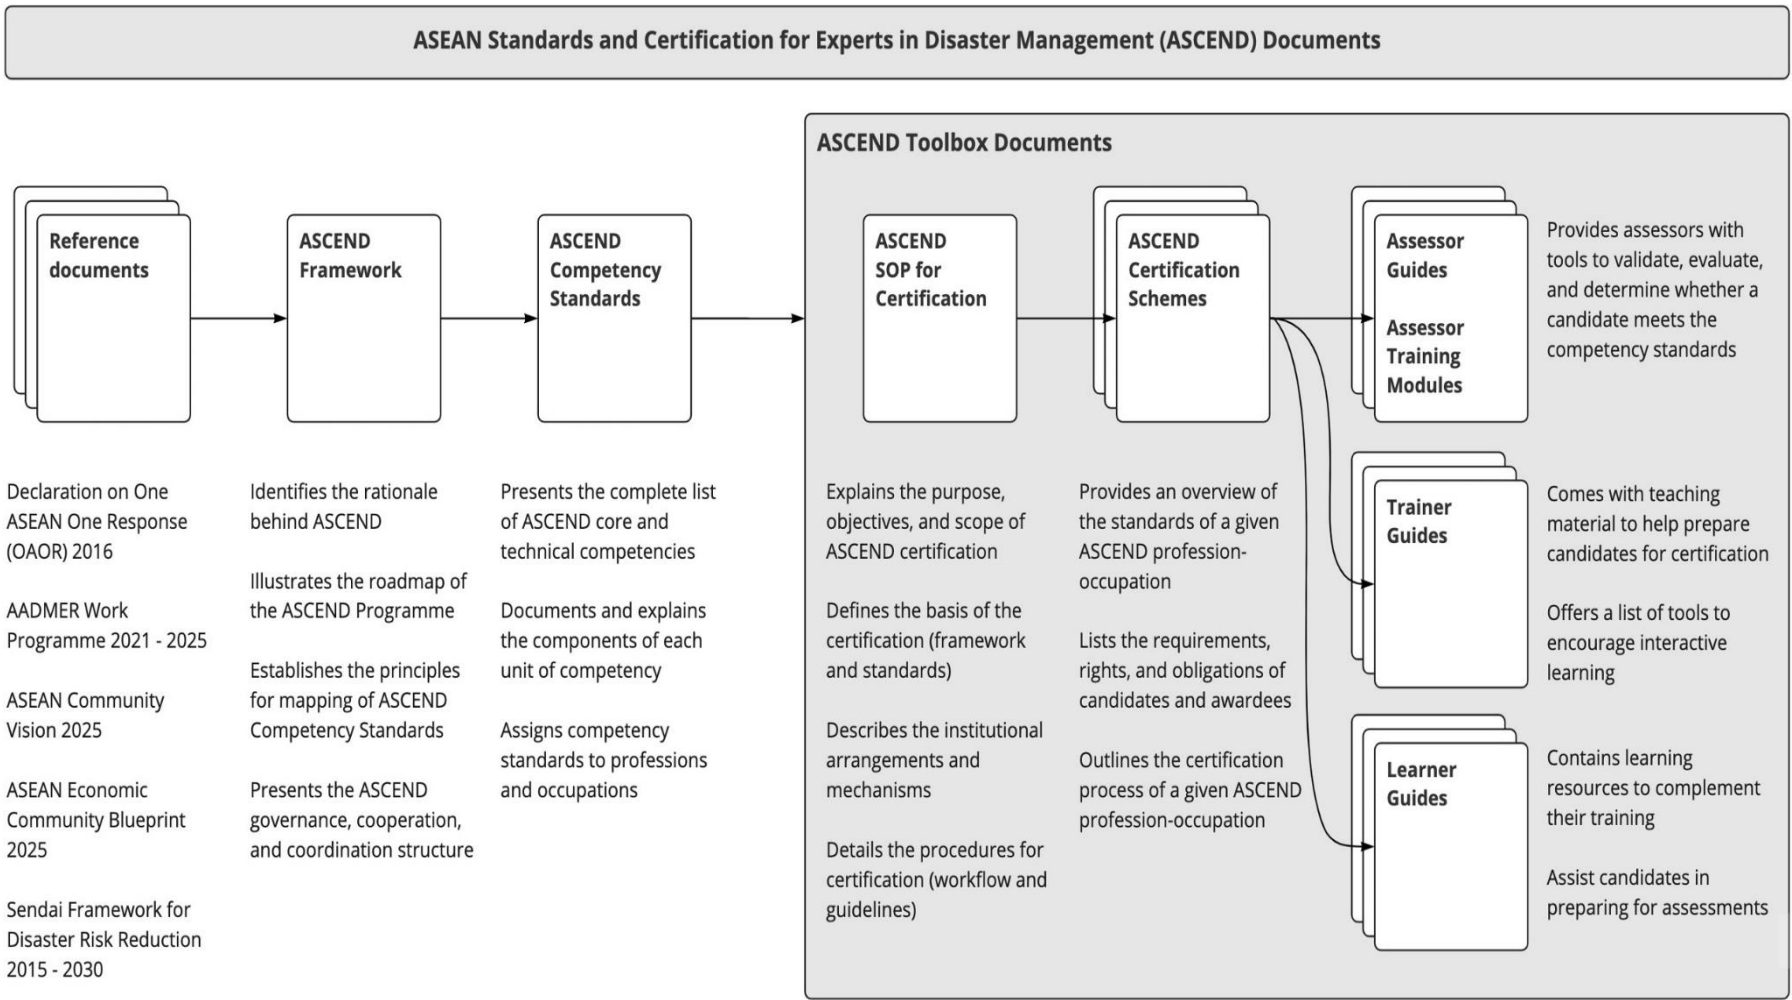 ASEAN Standards and Certification for Experts in Disaster Management (ASCEND) Documents
ASCEND Toolbox Documents
Reference
documents
ASCEND
Framework
ASCEND
Competency
Standards
ASCEND
SOP for
Certification
ASCEND
Certification
Schemes
Assessor
Guides
Assessor
Training
Modules
Provides assessors with
tools to validate, evaluate,
and determine whether a
candidate meets the
competency standards
Declaration on One
ASEAN One Response
(OAOR) 2016
AADMER Work
Programme 2021 - 2025
ASEAN Community
Vision 2025
ASEAN Economic
Community Blueprint
2025
Sendai Framework for
Disaster Risk Reduction
2015 - 2030
Identifies the rationale
behind ASCEND
Illustrates the roadmap of
the ASCEND Programme
Establishes the principles
for mapping of ASCEND
Competency Standards
Presents the ASCEND
governance, cooperation,
and coordination structure
Presents the complete list
of ASCEND core and
technical competencies
Documents and explains
the components of each
unit of competency
Assigns competency
standards to professions
and occupations
Explains the purpose,
objectives, and scope of
ASCEND certification
Defines the basis of the
certification (framework
and standards)
Describes the institutional
arrangements and
mechanisms
Details the procedures for
certification (workflow and
guidelines)
Provides an overview of
the standards of a given
ASCEND profession-
occupation
Lists the requirements,
rights, and obligations of
candidates and awardees
Outlines the certification
process of a given ASCEND
profession-occupation
Trainer
Guides
Comes with teaching
material to help prepare
candidates for certification
Offers a list of tools to
encourage interactive
learning
Learner
Guides
Contains learning
resources to complement
their training
Assist candidates in
preparing for assessments